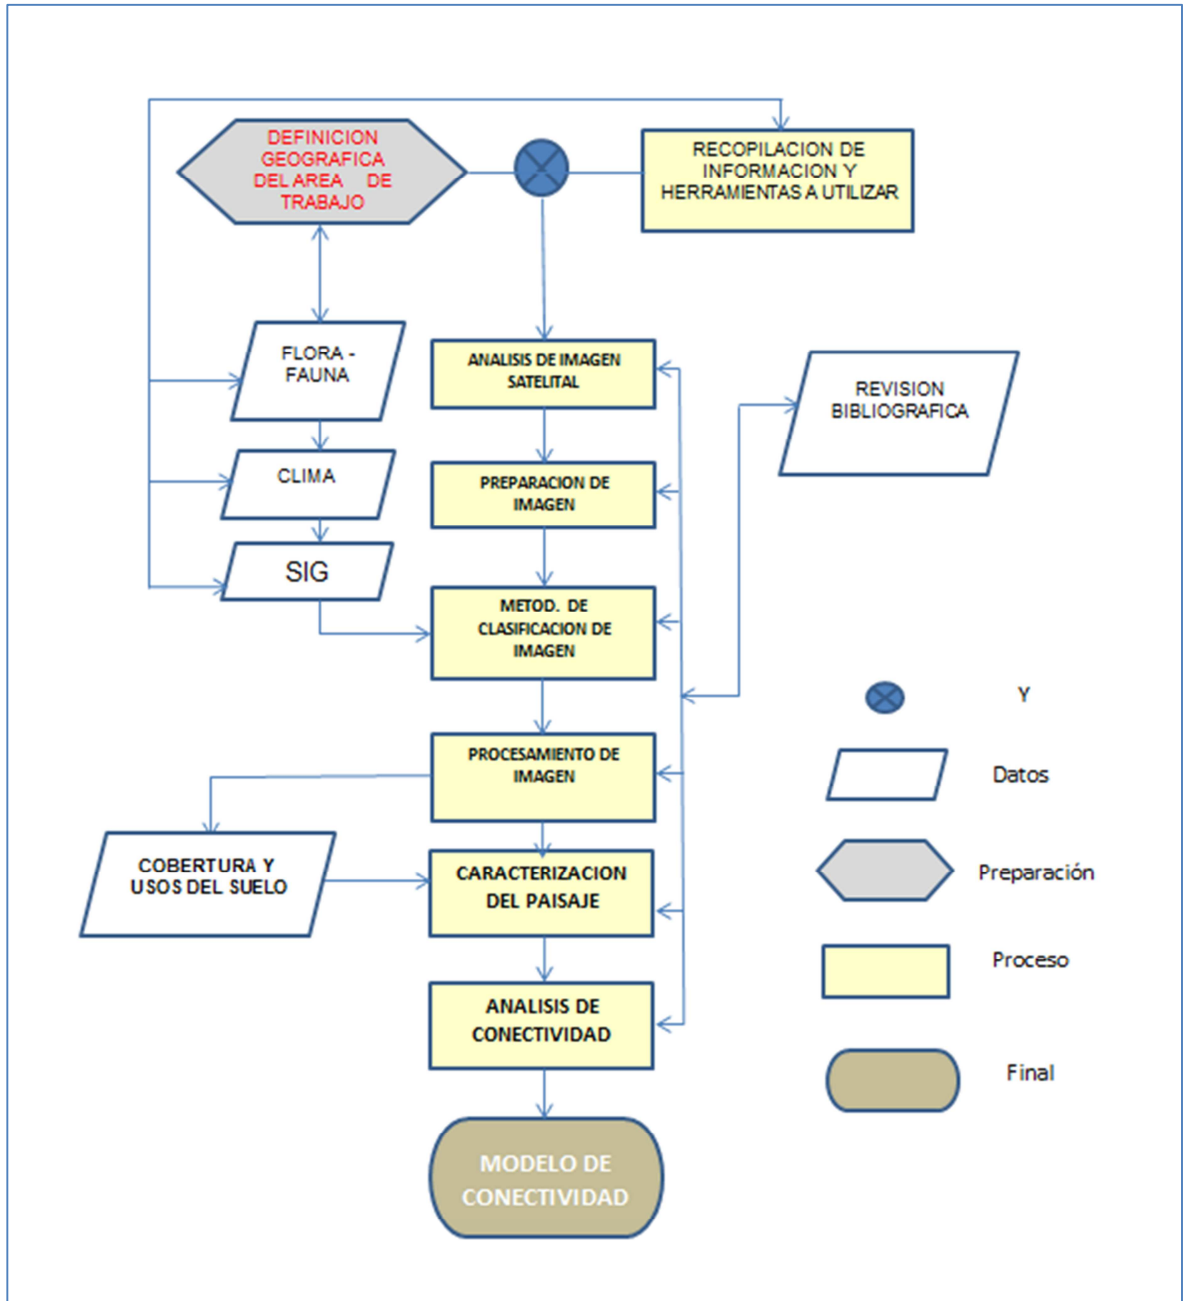 DEFINICION
GEOGRAFICA
DEL AREA DE
TRABAJO
RECOPILACION DE
INFORMACION Y
HERRAMIENTAS A UTILIZAR
FLORA -
FAUNA
CLIMA
SIG
ANALISIS DE IMAGEN
SATELITAL
PREPARACION DE
IMAGEN
METOD. DE
CLASIFICACION DE
IMAGEN
PROCESAMIENTO DE
IMAGEN
COBERTURA Y
USOS DEL SUELO
CARACTERIZACION
DEL PAISAJE
ANALISIS DE
CONECTIVIDAD
MODELO DE
CONECTIVIDAD
REVISION
BIBLIOGRAFICA
Y
Datos
Preparación
Proceso
Final